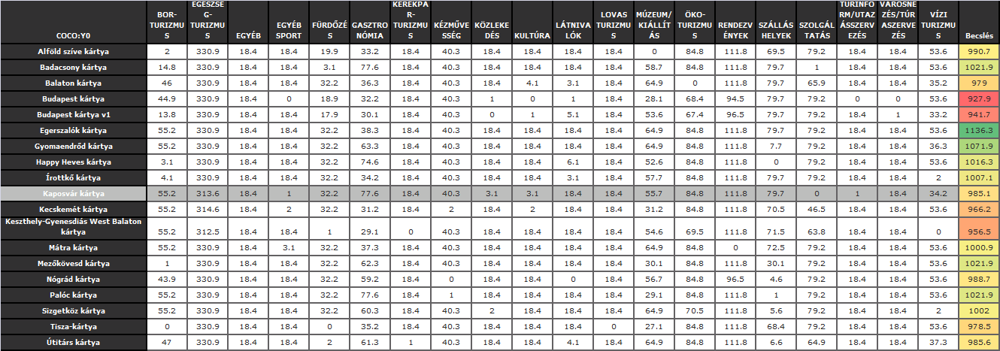 COCO:Y0 BOR-TURIZMUS EGÉSZSÉG-TURIZMUS EGYÉB EGYÉB SPORT FÜRDŐZÉS GASZTRONÓMIA KERÉKPÁR-TURIZMUS KÉZMŰVESSÉG KÖZLEKEDÉS KULTÚRA LÁTNIVALÓK LOVAS TURIZMUS MÚZEUM/KIÁLLÍTÁS ÖKO-TURIZMUS RENDEZVÉNYEK SZÁLLÁSHELYEK SZOLGÁLTATÁS TURINFORM/UTAZÁSSZERVEZÉS VÁROSNÉZÉS/TÚRASZERVEZÉS VÍZI TURIZMUS Becslés
Alföld szíve kártya 2 330.9 18.4 18.4 19.9 33.2 18.4 40.3 18.4 18.4 18.4 18.4 0 84.8 111.8 69.5 79.2 18.4 18.4 53.6 990.7
Badacsony kártya 14.8 330.9 18.4 18.4 3.1 77.6 18.4 40.3 18.4 18.4 18.4 18.4 58.7 84.8 111.8 79.7 1 18.4 18.4 53.6 1021.9
Balaton kártya 46 330.9 18.4 18.4 32.2 36.3 18.4 40.3 18.4 4.1 3.1 18.4 64.9 0 111.8 79.7 65.9 18.4 18.4 35.2 979
Budapest kártya 44.9 330.9 18.4 0 18.9 32.2 18.4 40.3 1 0 1 18.4 28.1 68.4 94.5 79.7 79.2 0 0 53.6 927.9
Budapest kártya v1 13.8 330.9 18.4 18.4 17.9 30.1 18.4 40.3 0 1 5.1 18.4 53.6 67.4 96.5 79.7 79.2 18.4 1 33.2 941.7
Egerszalók kártya 55.2 330.9 18.4 18.4 32.2 38.3 18.4 40.3 18.4 18.4 18.4 18.4 64.9 84.8 111.8 79.7 79.2 18.4 18.4 53.6 1136.3
Gyomaendrőd kártya 55.2 330.9 18.4 18.4 32.2 63.3 18.4 40.3 18.4 18.4 18.4 18.4 64.9 84.8 111.8 7.7 79.2 18.4 18.4 36.3 1071.9
Happy Heves kártya 3.1 330.9 18.4 18.4 32.2 74.6 18.4 40.3 18.4 18.4 6.1 18.4 52.6 84.8 111.8 0 79.2 18.4 18.4 53.6 1016.3
Írottkő kártya 4.1 330.9 18.4 18.4 32.2 34.2 18.4 40.3 18.4 18.4 3.1 18.4 57.7 84.8 111.8 79.7 79.2 18.4 18.4 2 1007.1
Kaposvár kártya 55.2 313.6 18.4 1 32.2 77.6 18.4 40.3 3.1 3.1 18.4 18.4 55.7 84.8 111.8 79.7 0 1 18.4 34.2 985.1
Kecskemét kártya 55.2 314.6 18.4 2 32.2 31.2 18.4 2 18.4 2 18.4 18.4 31.2 84.8 111.8 70.5 46.5 18.4 18.4 53.6 966.2
Keszthely-Gyenesdiás West Balaton kártya 55.2 312.5 18.4 18.4 1 29.1 0 40.3 18.4 18.4 18.4 18.4 54.6 69.5 111.8 71.5 63.8 18.4 18.4 0 956.5
Mátra kártya 55.2 330.9 18.4 3.1 32.2 37.3 18.4 40.3 18.4 18.4 18.4 18.4 64.9 84.8 0 72.5 79.2 18.4 18.4 53.6 1000.9
Mezőkövesd kártya 1 330.9 18.4 18.4 32.2 62.3 18.4 40.3 18.4 18.4 18.4 18.4 30.1 84.8 111.8 30.1 79.2 18.4 18.4 53.6 1021.9
Nógrád kártya 43.9 330.9 18.4 18.4 32.2 59.2 18.4 0 18.4 18.4 0 18.4 56.7 84.8 96.5 4.6 79.2 18.4 18.4 53.6 988.7
Palóc kártya 55.2 330.9 18.4 18.4 32.2 77.6 1 40.3 18.4 18.4 18.4 18.4 29.1 84.8 111.8 1 79.2 18.4 18.4 53.6 1021.9
Szigetköz kártya 55.2 330.9 18.4 18.4 32.2 60.3 18.4 40.3 2 18.4 18.4 18.4 64.9 70.5 111.8 5.6 79.2 18.4 18.4 2 1002
Tisza-kártya 0 330.9 18.4 18.4 0 35.2 18.4 40.3 18.4 18.4 18.4 0 27.1 84.8 111.8 68.4 79.2 18.4 18.4 53.6 978.5
Útitárs kártya 47 330.9 18.4 18.4 2 61.3 1 40.3 18.4 18.4 4.1 18.4 64.9 84.8 111.8 6.6 64.9 18.4 18.4 37.3 985.6